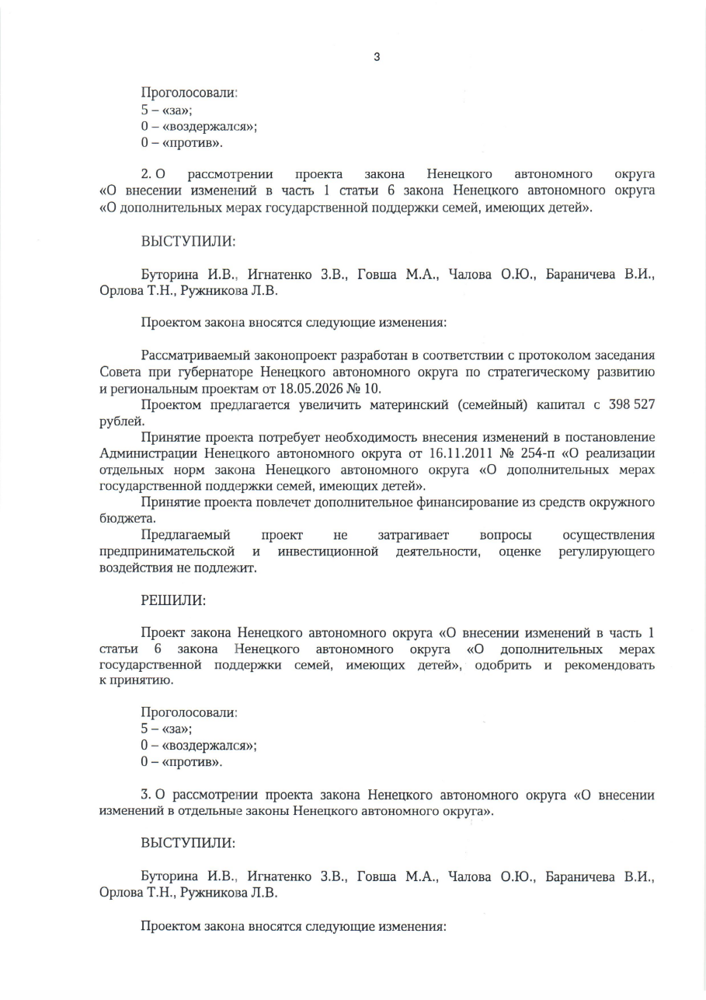 3
Проголосовали:
5 – «за»;
0 – «воздержался»;
0 – «против».
2. О рассмотрении проекта закона Ненецкого автономного округа
«О внесении изменений в часть 1 статьи 6 закона Ненецкого автономного округа
«О дополнительных мерах государственной поддержки семей, имеющих детей».
ВЫСТУПИЛИ:
Буторина И.В., Игнатенко З.В., Говша М.А., Чалова О.Ю., Бараничева В.И.,
Орлова Т.Н., Ружникова Л.В.
Проектом закона вносятся следующие изменения:
Рассматриваемый законопроект разработан в соответствии с протоколом заседания
Совета при губернаторе Ненецкого автономного округа по стратегическому развитию
и региональным проектам от 18.05.2026 № 10.
Проектом предлагается увеличить материнский (семейный) капитал с 398 527
рублей.
Принятие проекта потребует необходимость внесения изменений в постановление
Администрации Ненецкого автономного округа от 16.11.2011 № 254-п «О реализации
отдельных норм закона Ненецкого автономного округа «О дополнительных мерах
государственной поддержки семей, имеющих детей».
Принятие проекта повлечет дополнительное финансирование из средств окружного
бюджета.
Предлагаемый проект не затрагивает вопросы осуществления
предпринимательской и инвестиционной деятельности, оценке регулирующего
воздействия не подлежит.
РЕШИЛИ:
Проект закона Ненецкого автономного округа «О внесении изменений в часть 1
статьи 6 закона Ненецкого автономного округа «О дополнительных мерах
государственной поддержки семей, имеющих детей», одобрить и рекомендовать
к принятию.
Проголосовали:
5 – «за»;
0 – «воздержался»;
0 – «против».
3. О рассмотрении проекта закона Ненецкого автономного округа «О внесении
изменений в отдельные законы Ненецкого автономного округа».
ВЫСТУПИЛИ:
Буторина И.В., Игнатенко З.В., Говша М.А., Чалова О.Ю., Бараничева В.И.,
Орлова Т.Н., Ружникова Л.В.
Проектом закона вносятся следующие изменения: